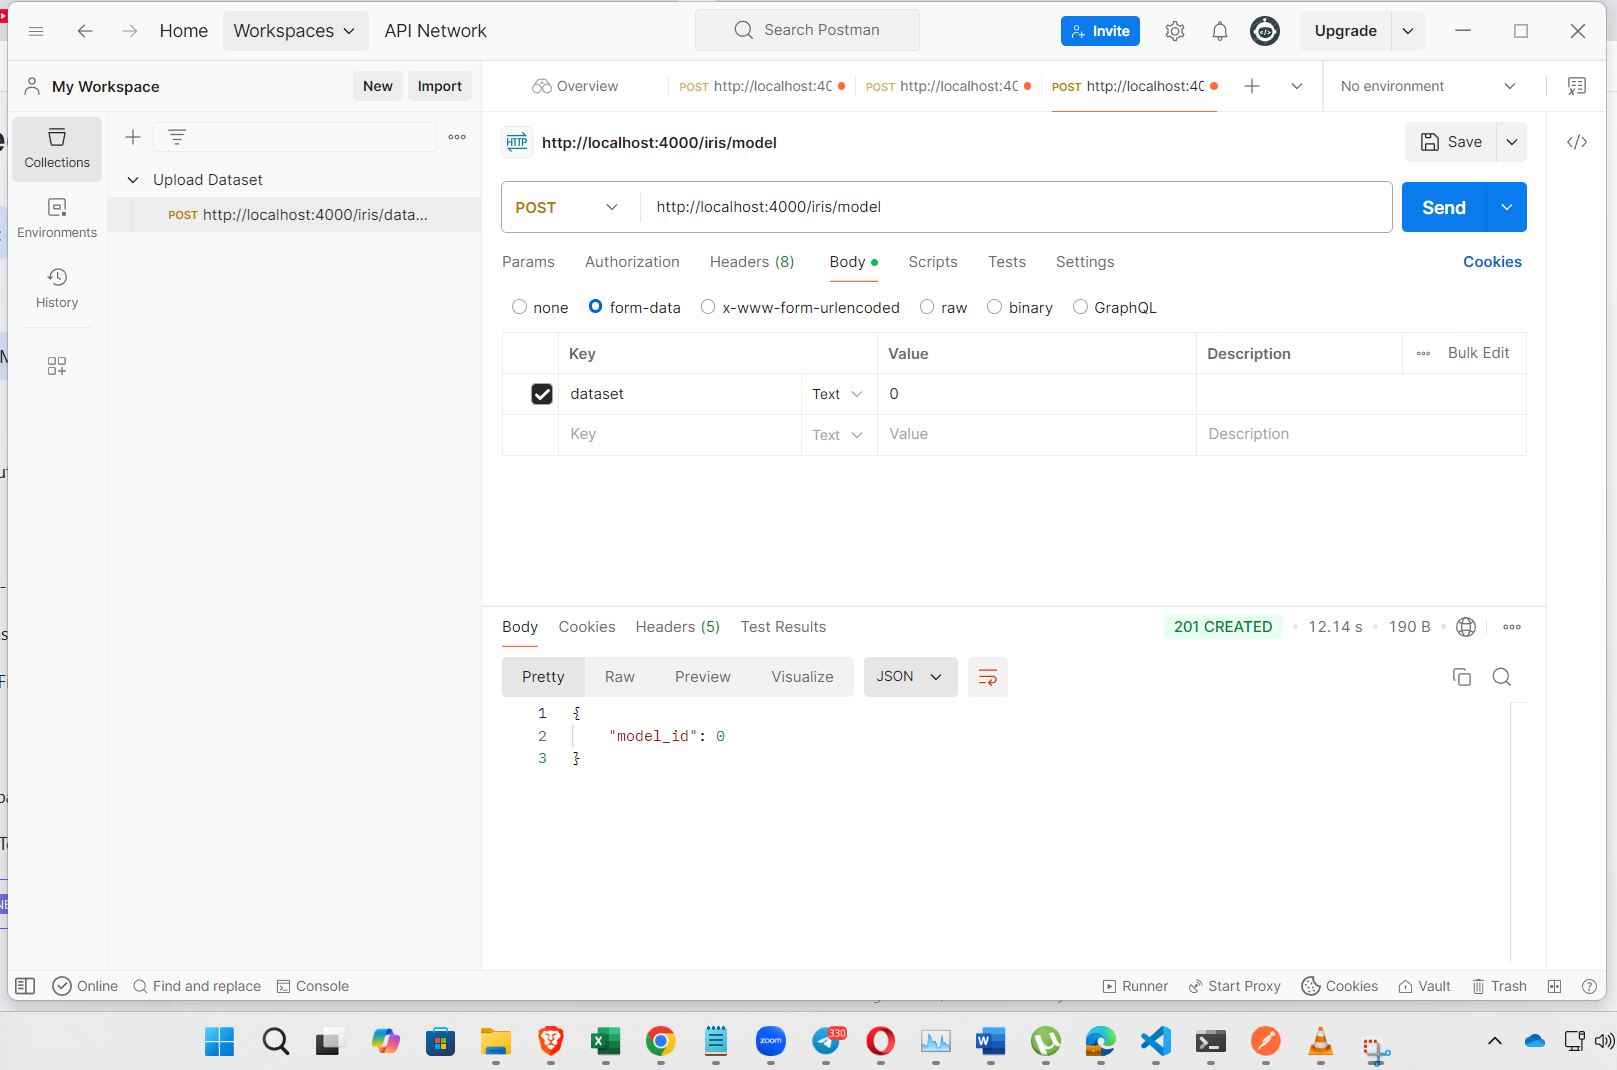 Home
Workspaces
API Network
Search Postman
Invite
Upgrade
My Workspace
New
Import
Overview
POST http://localhost:40
POST http://localhost:40
POST http://localhost:40
No environment
Collections
Environments
History
Upload Dataset
POST http://localhost:4000/iris/data...
HTTP
http://localhost:4000/iris/model
Save
POST
http://localhost:4000/iris/model
Send
Params
Authorization
Headers (8)
Body
Scripts
Tests
Settings
Cookies
none
form-data
x-www-form-urlencoded
raw
binary
GraphQL
Key
Value
Description
Bulk Edit
dataset
Text
0
Key
Text
Value
Description
Body
Cookies
Headers (5)
Test Results
201 CREATED
12.14 s
190 B
Pretty
Raw
Preview
Visualize
JSON
1 {
2 "model_id": 0
3 }
Online
Find and replace
Console
Runner
Start Proxy
Cookies
Vault
Trash
zoom
330